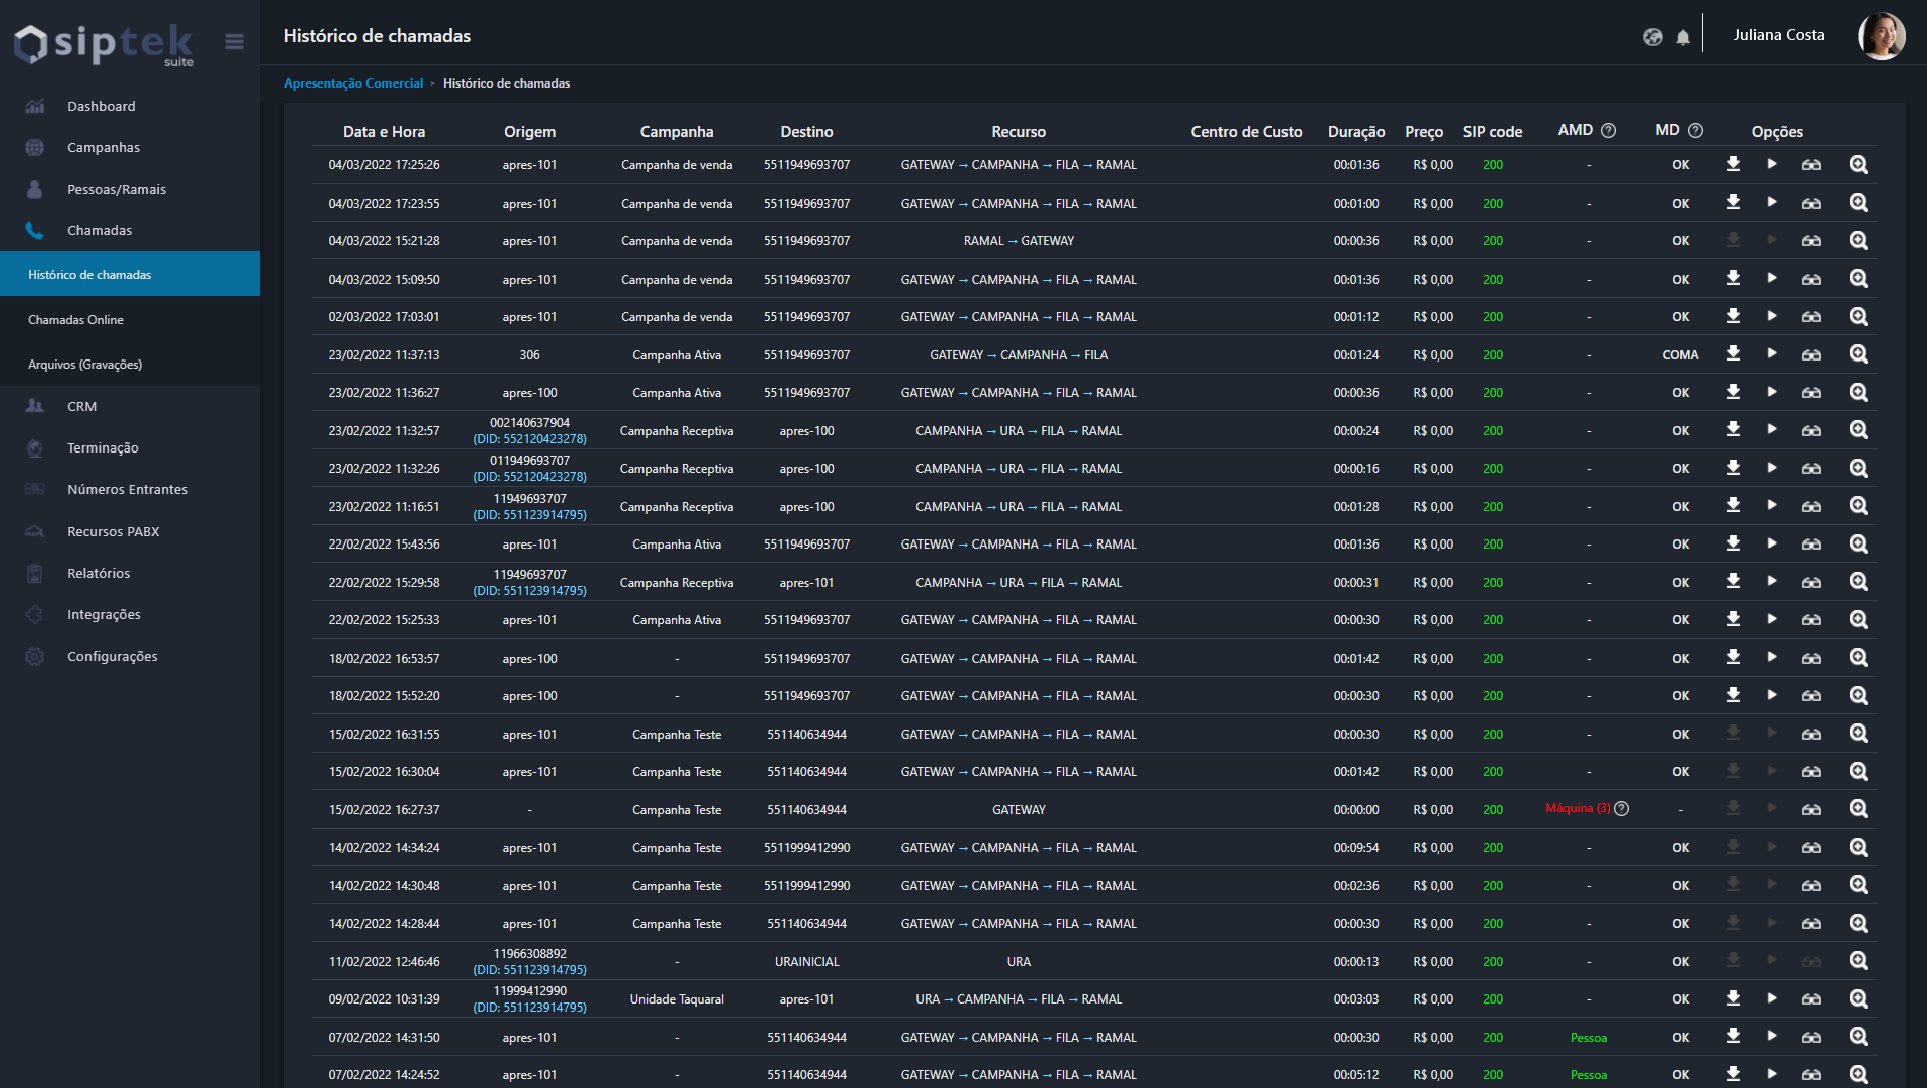 siptek
suite
Histórico de chamadas
Juliana Costa
Apresentação Comercial • Histórico de chamadas
Dashboard
Campanhas
Pessoas/Ramais
Chamadas
Histórico de chamadas
Chamadas Online
Arquivos (Gravações)
CRM
Terminação
Números Entrantes
Recursos PABX
Relatórios
Integrações
Configurações
Data e Hora Origem Campanha Destino Recurso Centro de Custo Duração Preço SIP code AMD ? MD ? Opções
04/03/2022 17:25:26 apres-101 Campanha de venda 5511949693707 GATEWAY → CAMPANHA → FILA → RAMAL 00:01:36 R$ 0,00 200 - OK
04/03/2022 17:23:55 apres-101 Campanha de venda 5511949693707 GATEWAY → CAMPANHA → FILA → RAMAL 00:01:00 R$ 0,00 200 - OK
04/03/2022 15:21:28 apres-101 Campanha de venda 5511949693707 RAMAL → GATEWAY 00:00:36 R$ 0,00 200 - OK
04/03/2022 15:09:50 apres-101 Campanha de venda 5511949693707 GATEWAY → CAMPANHA → FILA → RAMAL 00:01:36 R$ 0,00 200 - OK
02/03/2022 17:03:01 apres-101 Campanha de venda 5511949693707 GATEWAY → CAMPANHA → FILA → RAMAL 00:01:12 R$ 0,00 200 - OK
23/02/2022 11:37:13 306 Campanha Ativa 5511949693707 GATEWAY → CAMPANHA → FILA 00:01:24 R$ 0,00 200 - COMA
23/02/2022 11:36:27 apres-100 Campanha Ativa 5511949693707 GATEWAY → CAMPANHA → FILA → RAMAL 00:00:36 R$ 0,00 200 - OK
23/02/2022 11:32:57 002140637904 Campanha Receptiva apres-100 CAMPANHA → URA → FILA → RAMAL 00:00:24 R$ 0,00 200 - OK
(DID: 552120423278)
23/02/2022 11:32:26 011949693707 Campanha Receptiva apres-100 CAMPANHA → URA → FILA → RAMAL 00:00:16 R$ 0,00 200 - OK
(DID: 552120423278)
23/02/2022 11:16:51 11949693707 Campanha Receptiva apres-100 CAMPANHA → URA → FILA → RAMAL 00:01:28 R$ 0,00 200 - OK
(DID: 551123914795)
22/02/2022 15:43:56 apres-101 Campanha Ativa 5511949693707 GATEWAY → CAMPANHA → FILA → RAMAL 00:01:36 R$ 0,00 200 - OK
22/02/2022 15:29:58 11949693707 Campanha Receptiva apres-101 CAMPANHA → URA → FILA → RAMAL 00:00:31 R$ 0,00 200 - OK
(DID: 551123914795)
22/02/2022 15:25:33 apres-101 Campanha Ativa 5511949693707 GATEWAY → CAMPANHA → FILA → RAMAL 00:00:30 R$ 0,00 200 - OK
18/02/2022 16:53:57 apres-100 - 5511949693707 GATEWAY → CAMPANHA → FILA → RAMAL 00:01:42 R$ 0,00 200 - OK
18/02/2022 15:52:20 apres-100 - 5511949693707 GATEWAY → CAMPANHA → FILA → RAMAL 00:00:30 R$ 0,00 200 - OK
15/02/2022 16:31:55 apres-101 Campanha Teste 551140634944 GATEWAY → CAMPANHA → FILA → RAMAL 00:00:30 R$ 0,00 200 - OK
15/02/2022 16:30:04 apres-101 Campanha Teste 551140634944 GATEWAY → CAMPANHA → FILA → RAMAL 00:01:42 R$ 0,00 200 - OK
15/02/2022 16:27:37 - Campanha Teste 551140634944 GATEWAY 00:00:00 R$ 0,00 200 Máquina (3) ? -
14/02/2022 14:34:24 apres-101 Campanha Teste 5511999412990 GATEWAY → CAMPANHA → FILA → RAMAL 00:09:54 R$ 0,00 200 - OK
14/02/2022 14:30:48 apres-101 Campanha Teste 5511999412990 GATEWAY → CAMPANHA → FILA → RAMAL 00:02:36 R$ 0,00 200 - OK
14/02/2022 14:28:44 apres-101 Campanha Teste 551140634944 GATEWAY → CAMPANHA → FILA → RAMAL 00:00:30 R$ 0,00 200 - OK
11/02/2022 12:46:46 11966308892 - URAINICIAL URA 00:00:13 R$ 0,00 200 - OK
(DID: 551123914795)
09/02/2022 10:31:39 11999412990 Unidade Taquaral apres-101 URA → CAMPANHA → FILA → RAMAL 00:03:03 R$ 0,00 200 - OK
(DID: 551123914795)
07/02/2022 14:31:50 apres-101 - 551140634944 GATEWAY → CAMPANHA → FILA → RAMAL 00:00:30 R$ 0,00 200 Pessoa OK
07/02/2022 14:24:52 apres-101 - 551140634944 GATEWAY → CAMPANHA → FILA → RAMAL 00:05:12 R$ 0,00 200 Pessoa OK